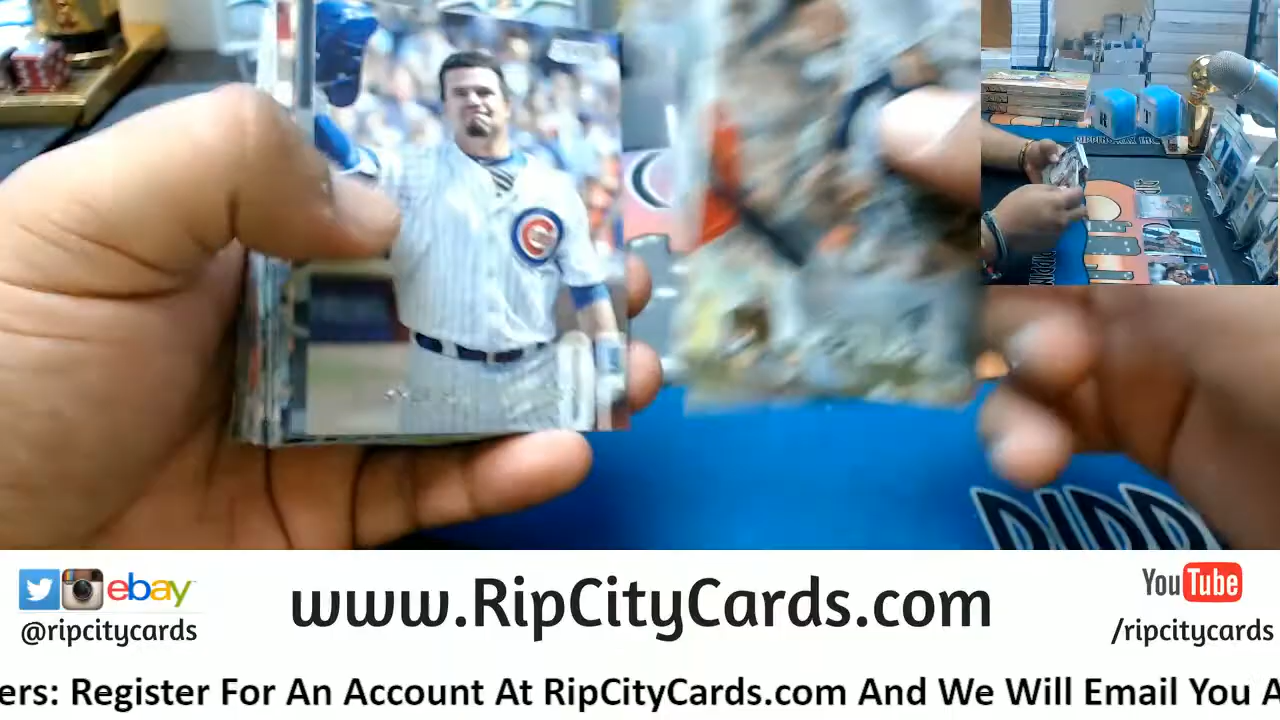 RIPP
ebay
@ripcitycards
www.RipCityCards.com
YouTube
/ripcitycards
ers: Register For An Account At RipCityCards.com And We Will Email You A